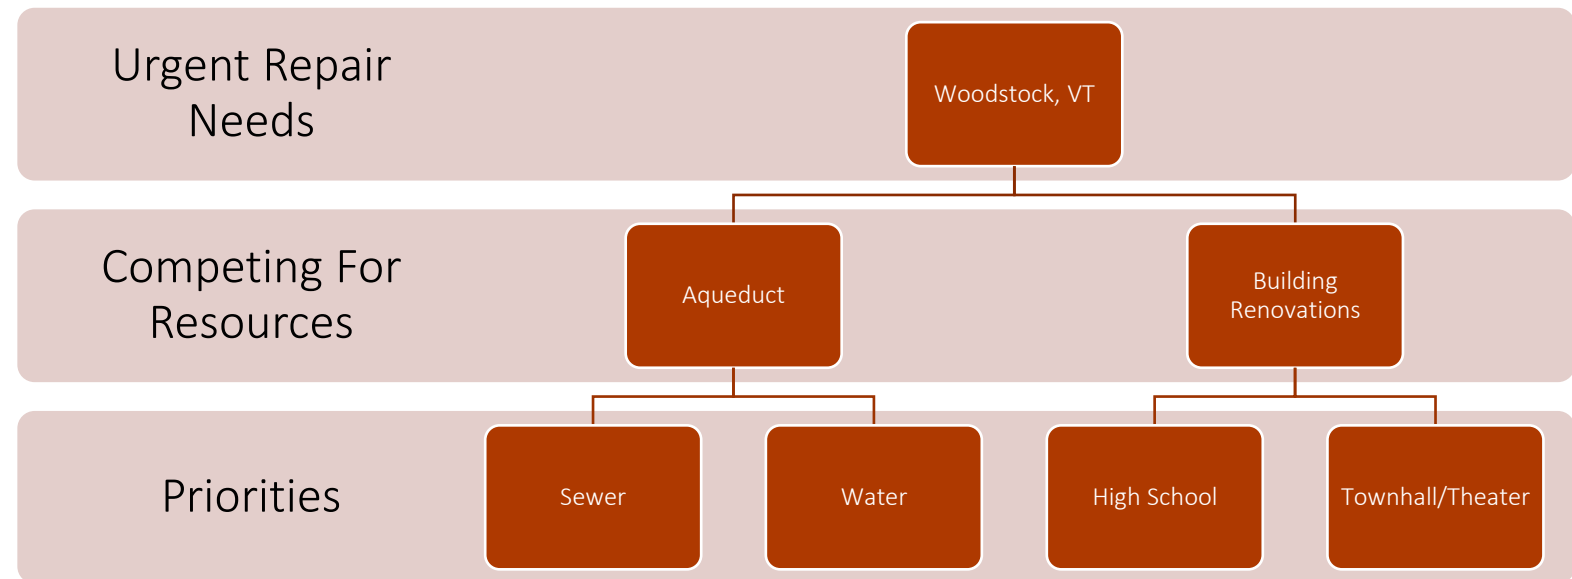 Urgent Repair
Needs
Woodstock, VT
Competing For
Resources
Aqueduct
Building
Renovations
Priorities
Sewer
Water
High School
Townhall/Theater